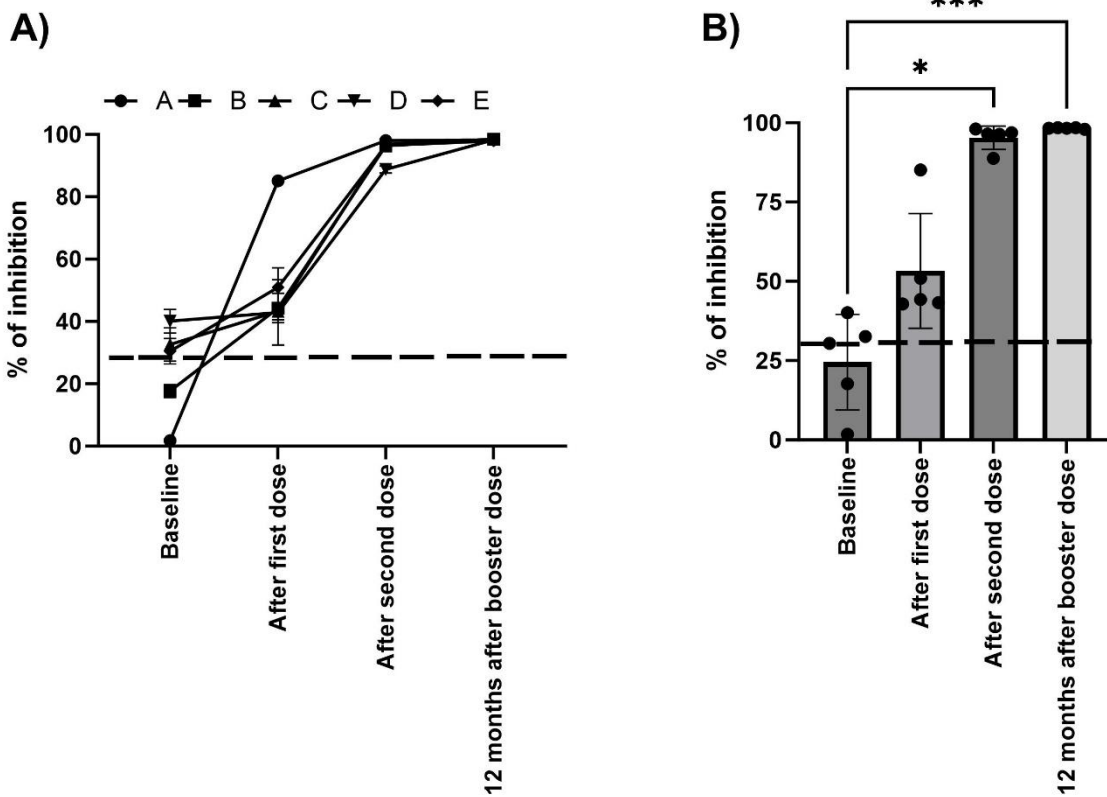 A)
A B C D E
% of inhibition
100
80
60
40
20
0
Baseline
After first dose
After second dose
12 months after booster dose
B)
***
*
% of inhibition
100
75
50
25
0
Baseline
After first dose
After second dose
12 months after booster dose